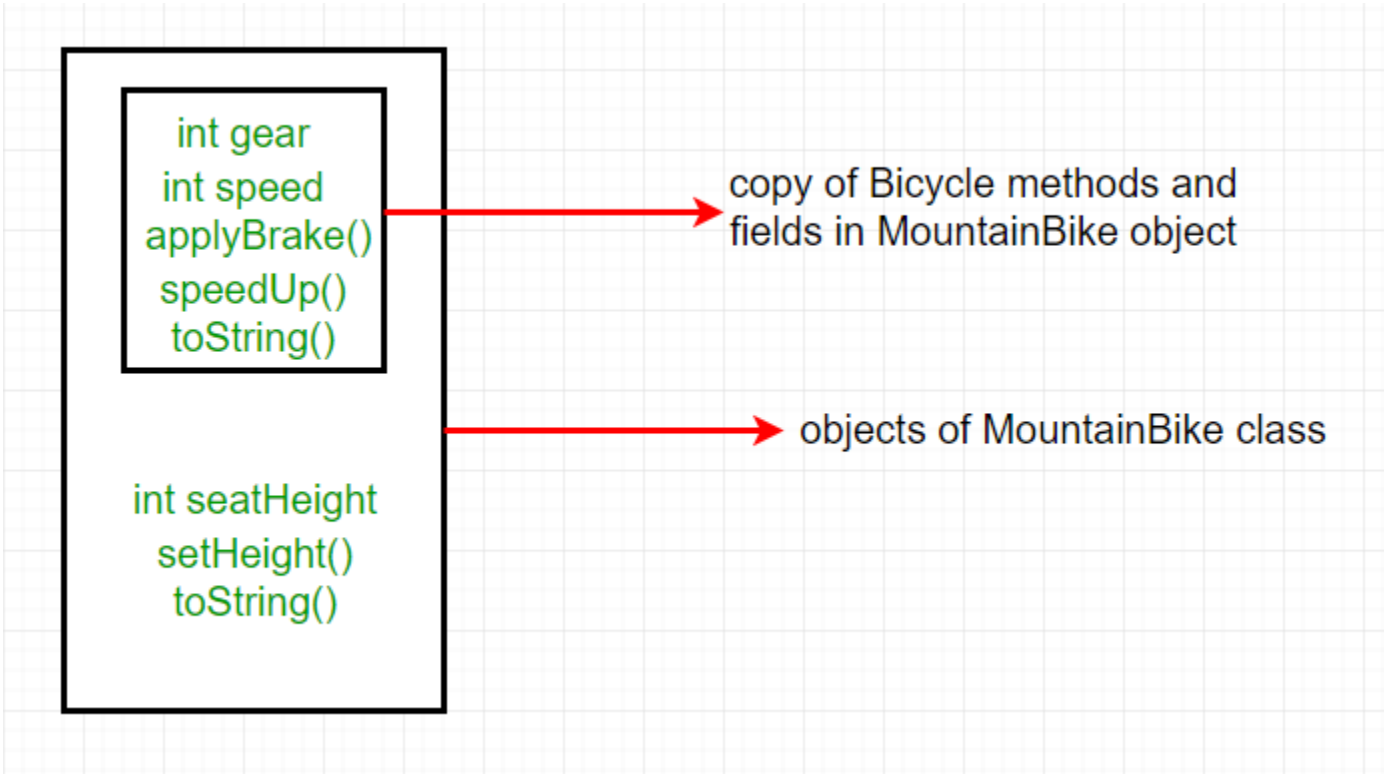 int gear
int speed
applyBrake()
speedUp()
toString()
copy of Bicycle methods and
fields in MountainBike object
objects of MountainBike class
int seatHeight
setHeight()
toString()